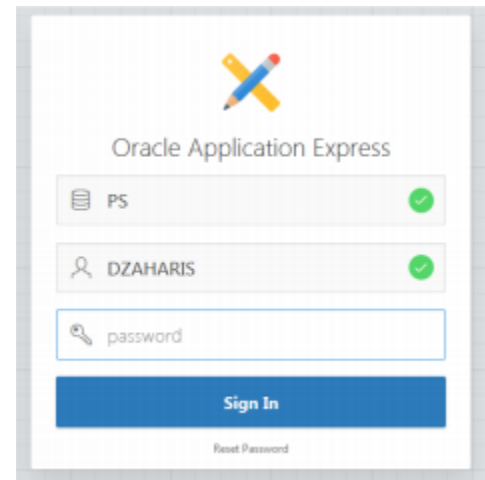 Oracle Application Express
PS
DZAHARIS
password
Sign In
Reset Password